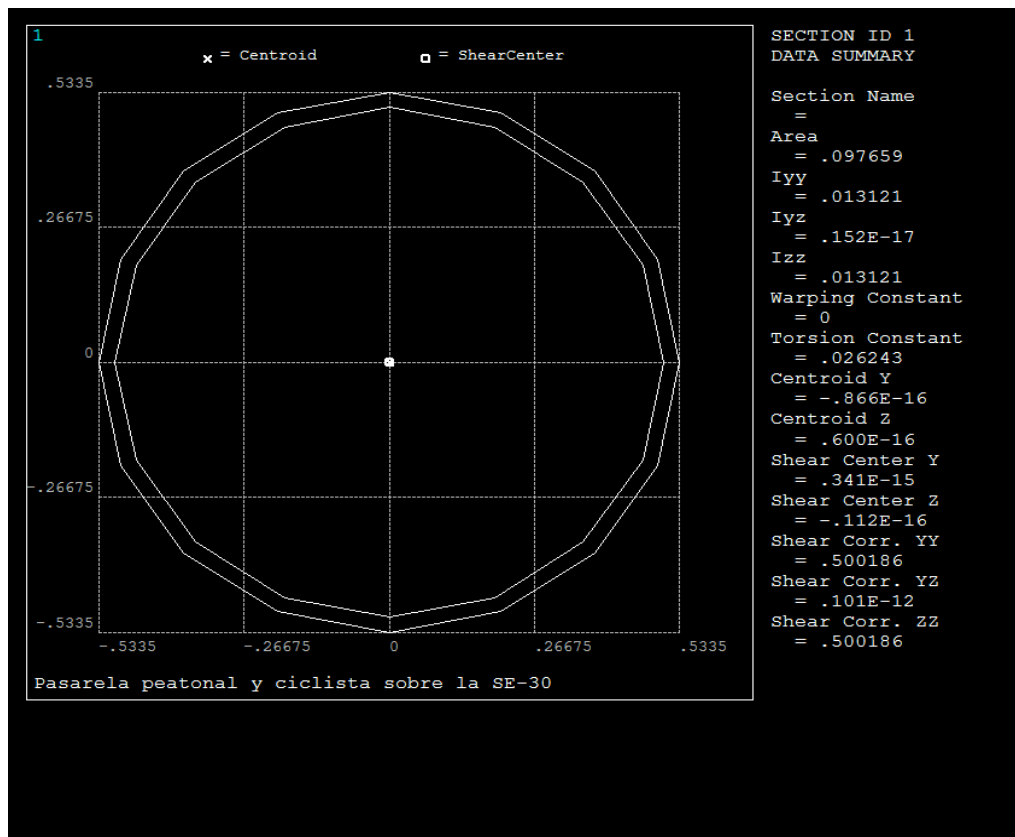 1
× = Centroid
□ = ShearCenter
.5335
.26675
0
-.26675
-.5335
-.5335
-.26675
0
.26675
.5335
Pasarela peatonal y ciclista sobre la SE-30
SECTION ID 1
DATA SUMMARY
Section Name
=
Area
= .097659
Iyy
= .013121
Iyz
= .152E-17
Izz
= .013121
Warping Constant
= 0
Torsion Constant
= .026243
Centroid Y
= -.866E-16
Centroid Z
= .600E-16
Shear Center Y
= .341E-15
Shear Center Z
= -.112E-16
Shear Corr. YY
= .500186
Shear Corr. YZ
= .101E-12
Shear Corr. ZZ
= .500186